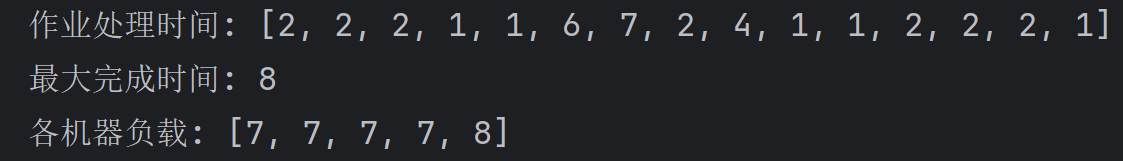 作业处理时间: [2, 2, 2, 1, 1, 6, 7, 2, 4, 1, 1, 2, 2, 2, 1]
最大完成时间: 8
各机器负载: [7, 7, 7, 7, 8]